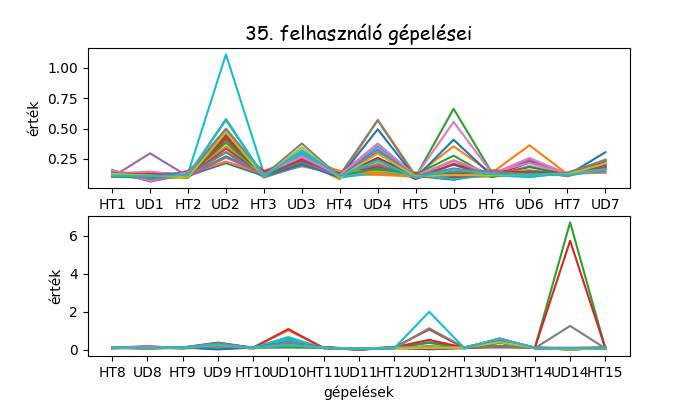 35. felhasználó gépelései
érték
1.00
0.75
0.50
0.25
HT1 UD1 HT2 UD2 HT3 UD3 HT4 UD4 HT5 UD5 HT6 UD6 HT7 UD7
érték
6
4
2
0
HT8 UD8 HT9 UD9 HT10 UD10 HT11 UD11 HT12 UD12 HT13 UD13 HT14 UD14 HT15
gépelések